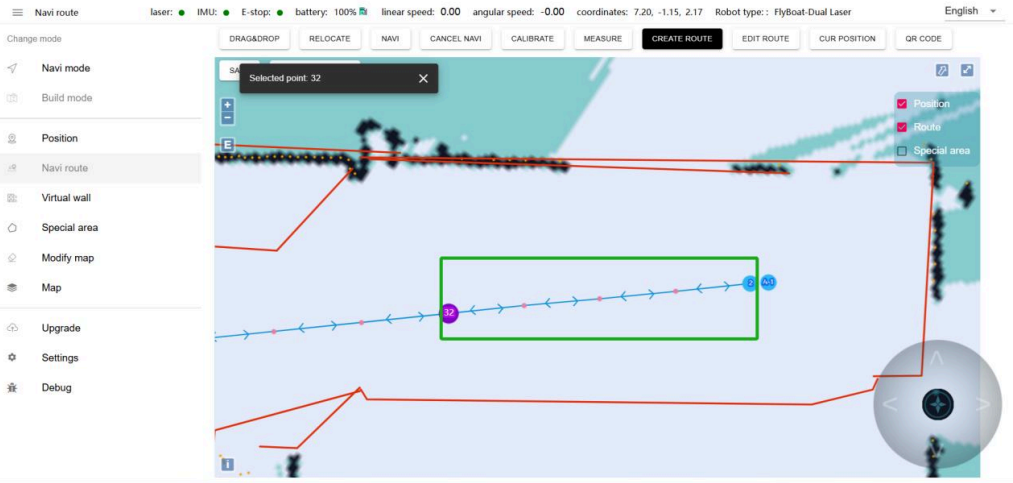 Navi route laser: IMU: E-stop: battery: 100% linear speed: 0.00 angular speed: -0.00 coordinates: 7.20, -1.15, 2.17 Robot type: : FlyBoat-Dual Laser English
Change mode
DRAG&DROP RELOCATE NAVI CANCEL NAVI CALIBRATE MEASURE CREATE ROUTE EDIT ROUTE CUR POSITION QR CODE
Navi mode
Build mode
Position
Navi route
Virtual wall
Special area
Modify map
Map
Upgrade
Settings
Debug
SA
Selected point: 32
+
-
E
Position
Route
Special area
32
2
i